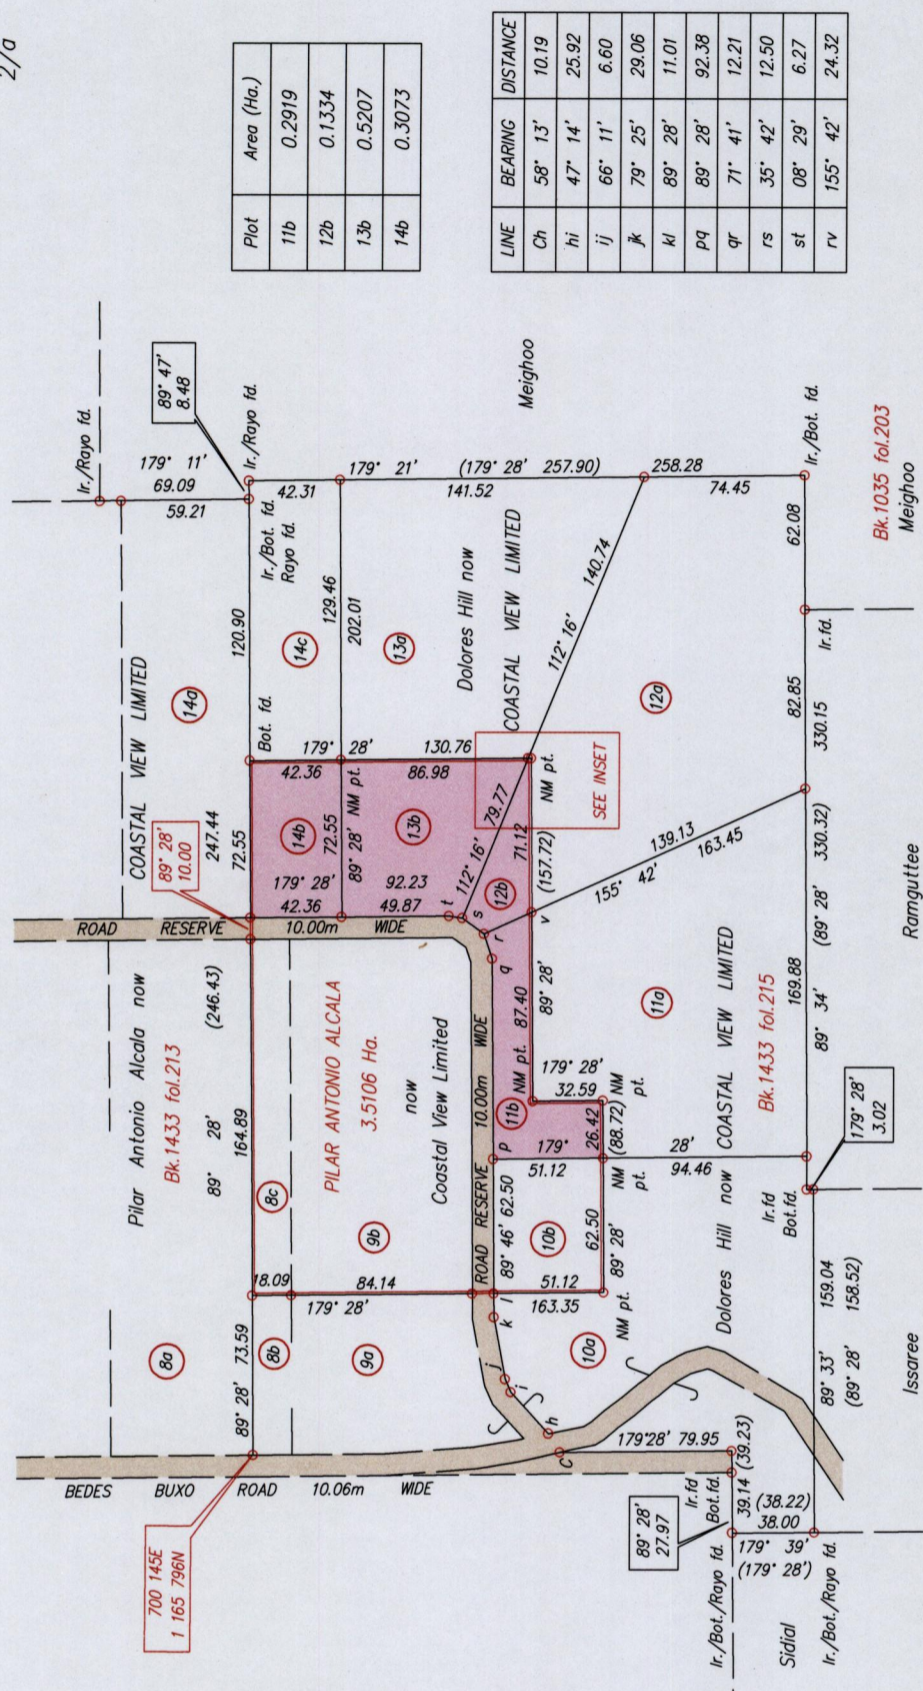 2/a
Plot Area (Ha.)
11b 0.2919
12b 0.1334
13b 0.5207
14b 0.3073
LINE BEARING DISTANCE
Ch 58° 13' 10.19
hi 47° 14' 25.92
ij 66° 11' 6.60
jk 79° 25' 29.06
kl 89° 28' 11.01
pq 89° 28' 92.38
qr 71° 41' 12.21
rs 35° 42' 12.50
st 08° 29' 6.27
rv 155° 42' 24.32
Ir./Rayo fd.
179° 11'
69.09
59.21
89° 47'
8.48
Ir./Rayo fd.
Ir./Bot. fd.
Rayo fd.
COASTAL VIEW LIMITED
14a
120.90
Bot. fd.
247.44
72.55
89° 28'
10.00
ROAD RESERVE 10.00m WIDE
Pilar Antonio Alcala now
Bk.1433 fol.213
89° 28' (246.43)
164.89
8a
89° 28' 73.59
700 145E
1 165 796N
BEDES BUXO ROAD 10.06m WIDE
42.31
14c
129.46
202.01
179° 28'
42.36
14b
179° 28'
42.36
72.55
89° 28' NM pt.
PILAR ANTONIO ALCALA
3.5106 Ha.
now
Coastal View Limited
8c
9b
18.09
84.14
179° 28'
8b
9a
179° 21' (179° 28' 257.90) 258.28
141.52
74.45
Meighoo
13a
Dolores Hill now
COASTAL VIEW LIMITED
130.76
86.98
13b
92.23
49.87
t
s
r
q
112° 16' 79.77
112° 16' 140.74
12b
71.12
NM pt.
(157.72)
SEE INSET
v
12a
139.13
155° 42' 163.45
ROAD RESERVE 10.00m WIDE
87.40
89° 28'
NM pt.
11b
179° 28'
32.59
NM pt.
p
179° 28'
51.12
26.42
(88.72)
94.46
NM pt.
11a
COASTAL VIEW LIMITED
Bk.1433 fol.215
Dolores Hill now
89° 46' 62.50
10b
62.50
89° 28'
51.12
163.35
NM pt.
10a
l
k
j
i
h
C
179°28' 79.95
Ir./Bot. fd.
62.08
Ir.fd.
82.85
330.15
(89° 28' 330.32)
169.88
89° 34'
179° 28'
3.02
Ir.fd
Bot.fd.
159.04
158.52)
89° 33'
(89° 28'
39.14 (39.23)
Ir.fd
Bot.fd.
89° 28'
27.97
(38.22)
38.00
179° 39'
(179° 28')
Ir./Bot./Rayo fd.
Ir./Bot./Rayo fd.
Sidial
Bk.1035 fol.203
Meighoo
Ramguttee
Issaree